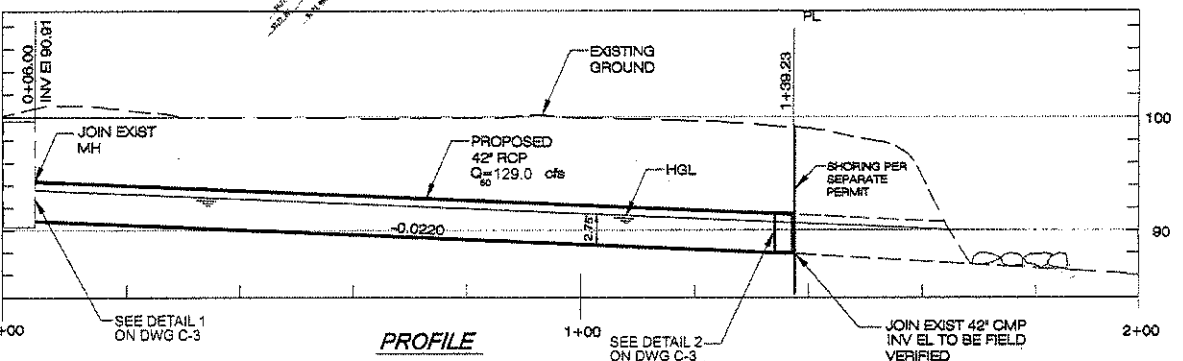 PL
0+06.00
INV El 90.91
1+39.23
EXISTING
GROUND
100
JOIN EXIST
MH
PROPOSED
42" RCP
Q50=129.0 cfs
HGL
SHORING PER
SEPARATE
PERMIT
-0.0220
2.75'
90
+00
SEE DETAIL 1
ON DWG C-3
PROFILE
1+00
SEE DETAIL 2
ON DWG C-3
JOIN EXIST 42" CMP
INV EL TO BE FIELD
VERIFIED
2+00